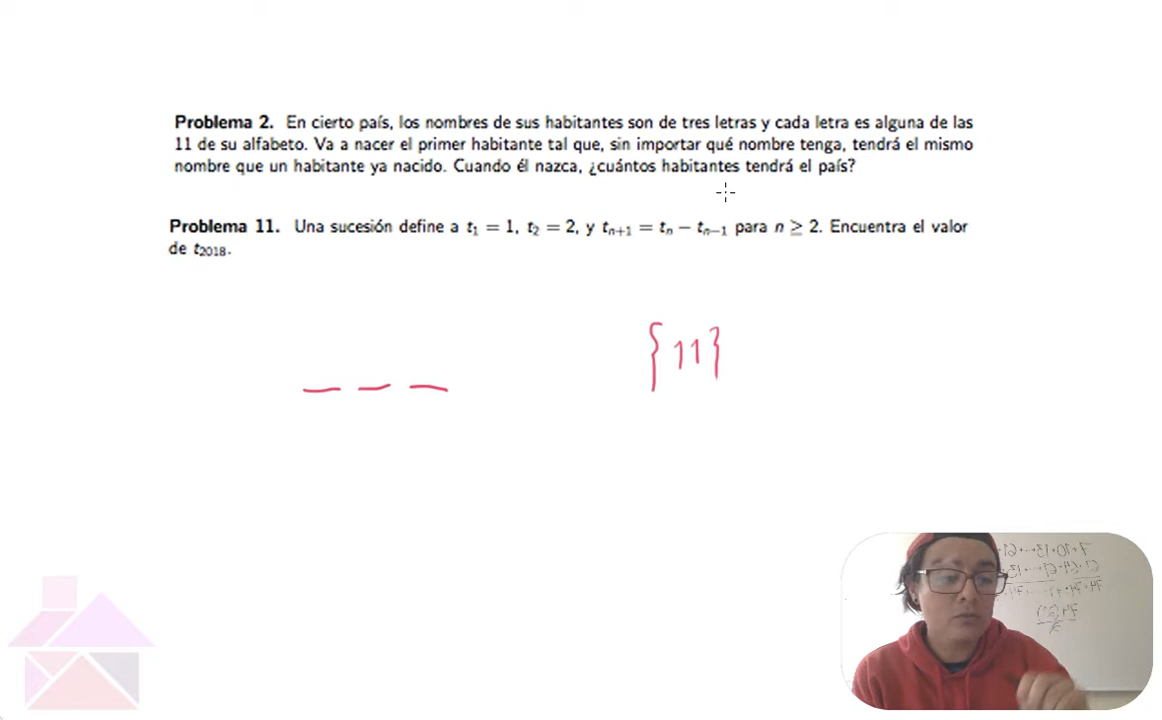 Problema 2. En cierto país, los nombres de sus habitantes son de tres letras y cada letra es alguna de las
11 de su alfabeto. Va a nacer el primer habitante tal que, sin importar qué nombre tenga, tendrá el mismo
nombre que un habitante ya nacido. Cuando él nazca, ¿cuántos habitantes tendrá el país?
Problema 11. Una sucesión define a t₁ = 1, t₂ = 2, y tₙ₊₁ = tₙ − tₙ₋₁ para n ≥ 2. Encuentra el valor
de t₂₀₁₈.
{11}